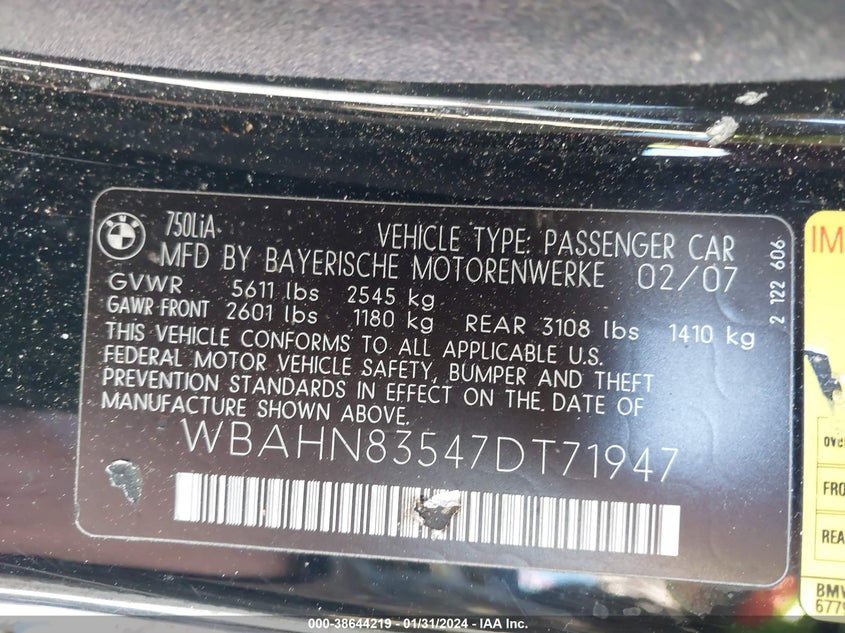 750LiA
VEHICLE TYPE: PASSENGER CAR
MFD BY BAYERISCHE MOTORENWERKE 02/07
GVWR 5611 lbs 2545 kg
GAWR FRONT 2601 lbs 1180 kg REAR 3108 lbs 1410 kg
THIS VEHICLE CONFORMS TO ALL APPLICABLE U.S.
FEDERAL MOTOR VEHICLE SAFETY, BUMPER AND THEFT
PREVENTION STANDARDS IN EFFECT ON THE DATE OF
MANUFACTURE SHOWN ABOVE.
WBAHN83547DT71947
2 122 606
BMW
000-38644219 - 01/31/2024 - IAA Inc.